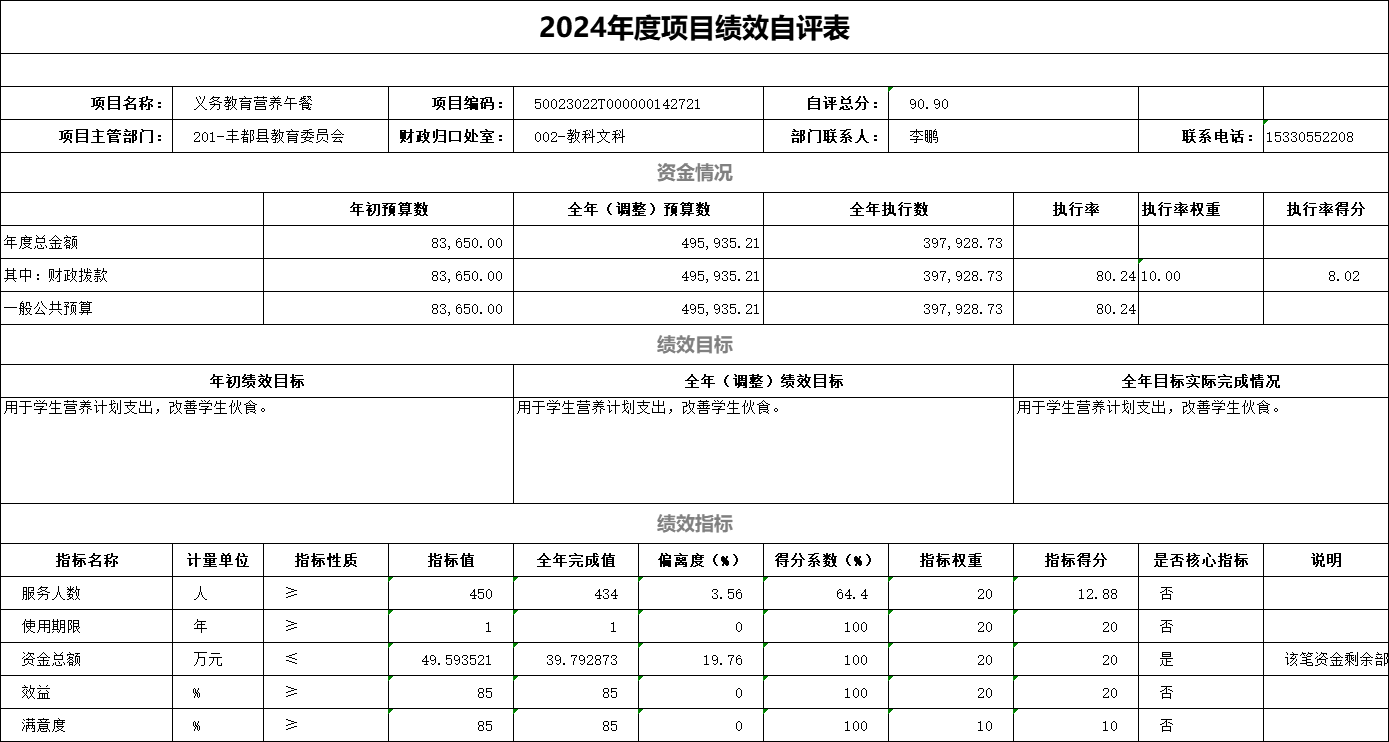 2024年度项目绩效自评表
项目名称： 义务教育营养午餐 项目编码： 50023022T000000142721 自评总分： 90.90
项目主管部门： 201-丰都县教育委员会 财政归口处室： 002-教科文科 部门联系人： 李鹏 联系电话： 15330552208
资金情况
年初预算数 全年（调整）预算数 全年执行数 执行率 执行率权重 执行率得分
年度总金额 83,650.00 495,935.21 397,928.73
其中：财政拨款 83,650.00 495,935.21 397,928.73 80.24 10.00 8.02
一般公共预算 83,650.00 495,935.21 397,928.73 80.24
绩效目标
年初绩效目标 全年（调整）绩效目标 全年目标实际完成情况
用于学生营养计划支出，改善学生伙食。 用于学生营养计划支出，改善学生伙食。 用于学生营养计划支出，改善学生伙食。
绩效指标
指标名称 计量单位 指标性质 指标值 全年完成值 偏离度（%） 得分系数（%） 指标权重 指标得分 是否核心指标 说明
服务人数 人 ≥ 450 434 3.56 64.4 20 12.88 否
使用期限 年 ≥ 1 1 0 100 20 20 否
资金总额 万元 ≤ 49.593521 39.792873 19.76 100 20 20 是 该笔资金剩余部
效益 % ≥ 85 85 0 100 20 20 否
满意度 % ≥ 85 85 0 100 10 10 否